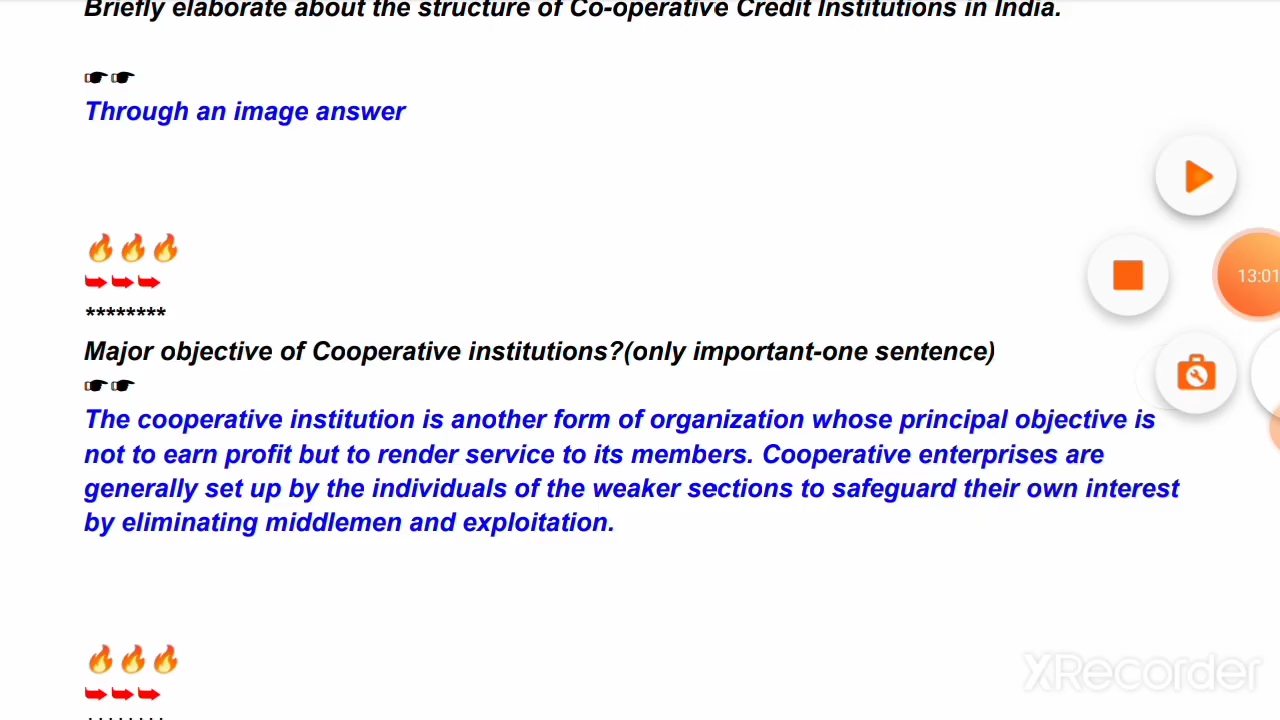 Briefly elaborate about the structure of Co-operative Credit Institutions in India.
Through an image answer
********
Major objective of Cooperative institutions?(only important-one sentence)
The cooperative institution is another form of organization whose principal objective is
not to earn profit but to render service to its members. Cooperative enterprises are
generally set up by the individuals of the weaker sections to safeguard their own interest
by eliminating middlemen and exploitation.
13:01
XRecorder